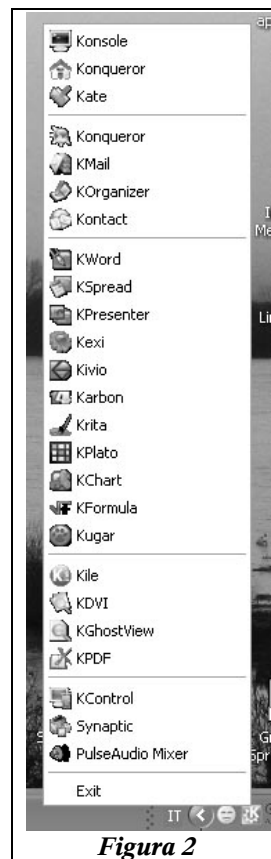 Konsole
Konqueror
Kate
Konqueror
KMail
KOrganizer
Kontact
KWord
KSpread
KPresenter
Kexi
Kivio
Karbon
Krita
KPlato
KChart
KFormula
Kugar
Kile
KDVI
KGhostView
KPDF
KControl
Synaptic
PulseAudio Mixer
Exit
IT
Figura 2